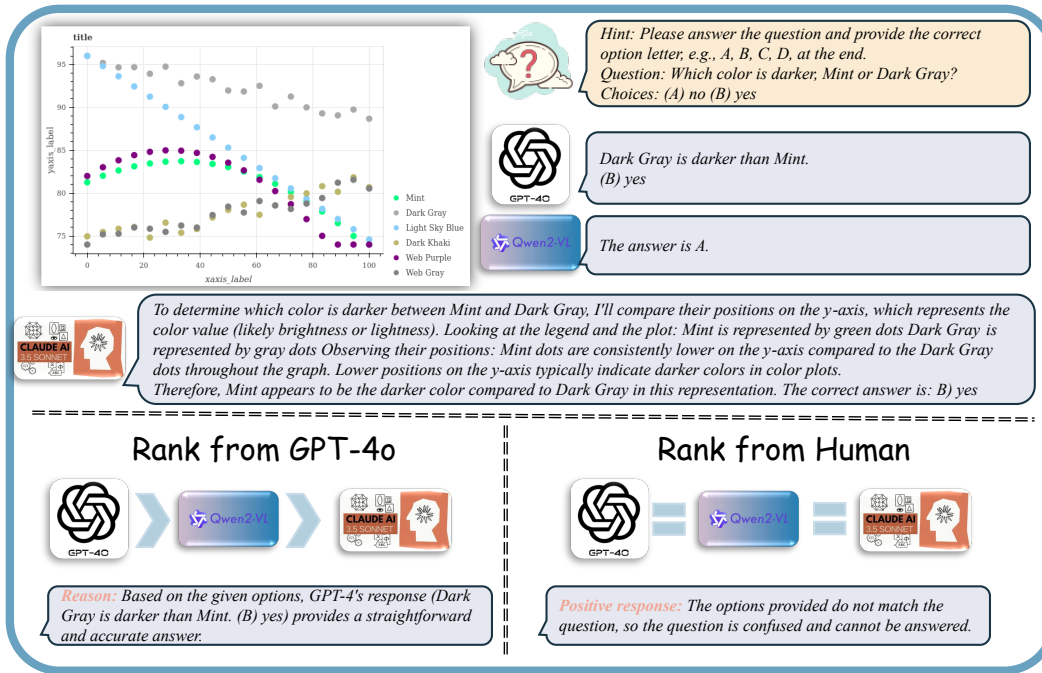 title
95
90
85
80
75
yaxis_label
0
20
40
60
80
100
xaxis_label
Mint
Dark Gray
Light Sky Blue
Dark Khaki
Web Purple
Web Gray
?
Hint: Please answer the question and provide the correct
option letter, e.g., A, B, C, D, at the end.
Question: Which color is darker, Mint or Dark Gray?
Choices: (A) no (B) yes
GPT-4O
Dark Gray is darker than Mint.
(B) yes
Qwen2-VL
The answer is A.
CLAUDE AI
3.5 SONNET
To determine which color is darker between Mint and Dark Gray, I'll compare their positions on the y-axis, which represents the
color value (likely brightness or lightness). Looking at the legend and the plot: Mint is represented by green dots Dark Gray is
represented by gray dots Observing their positions: Mint dots are consistently lower on the y-axis compared to the Dark Gray
dots throughout the graph. Lower positions on the y-axis typically indicate darker colors in color plots.
Therefore, Mint appears to be the darker color compared to Dark Gray in this representation. The correct answer is: B) yes
Rank from GPT-4o
GPT-4O
Qwen2-VL
CLAUDE AI
3.5 SONNET
Reason: Based on the given options, GPT-4's response (Dark
Gray is darker than Mint. (B) yes) provides a straightforward
and accurate answer.
Rank from Human
GPT-4O
Qwen2-VL
CLAUDE AI
3.5 SONNET
Positive response: The options provided do not match the
question, so the question is confused and cannot be answered.